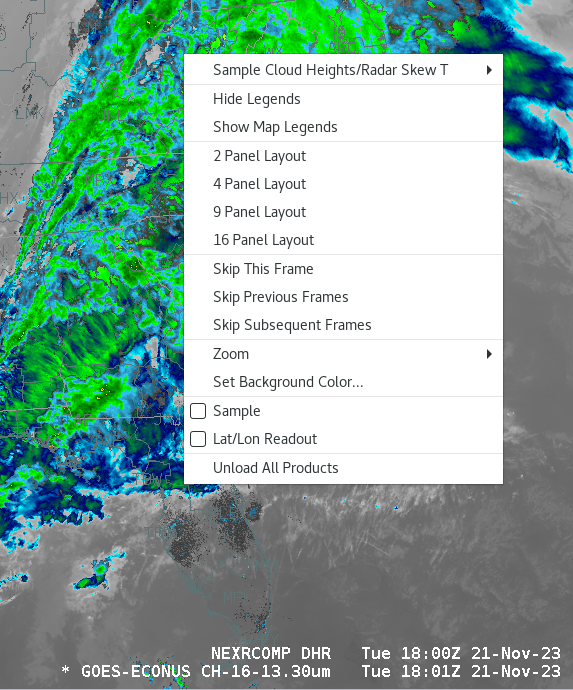 Sample Cloud Heights/Radar Skew T
Hide Legends
Show Map Legends
2 Panel Layout
4 Panel Layout
9 Panel Layout
16 Panel Layout
Skip This Frame
Skip Previous Frames
Skip Subsequent Frames
Zoom
Set Background Color...
Sample
Lat/Lon Readout
Unload All Products
NEXRCOMP DHR Tue 18:00Z 21-Nov-23
* GOES-ECONUS CH-16-13.30um Tue 18:01Z 21-Nov-23